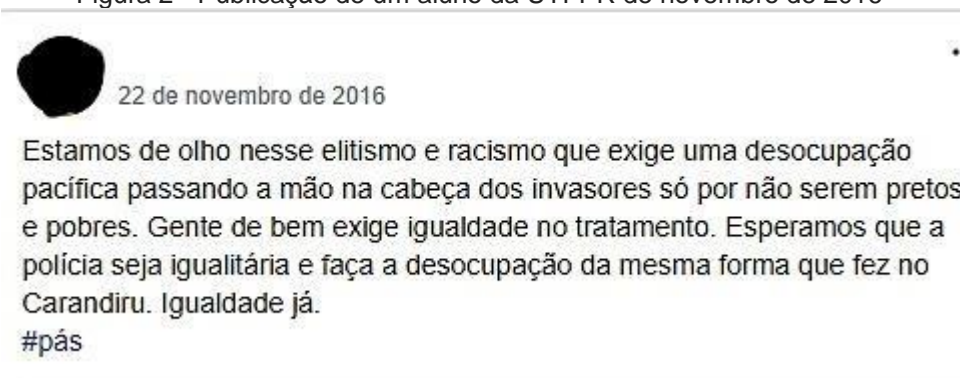 22 de novembro de 2016
Estamos de olho nesse elitismo e racismo que exige uma desocupação
pacífica passando a mão na cabeça dos invasores só por não serem pretos
e pobres. Gente de bem exige igualdade no tratamento. Esperamos que a
polícia seja igualitária e faça a desocupação da mesma forma que fez no
Carandiru. Igualdade já.
#pás